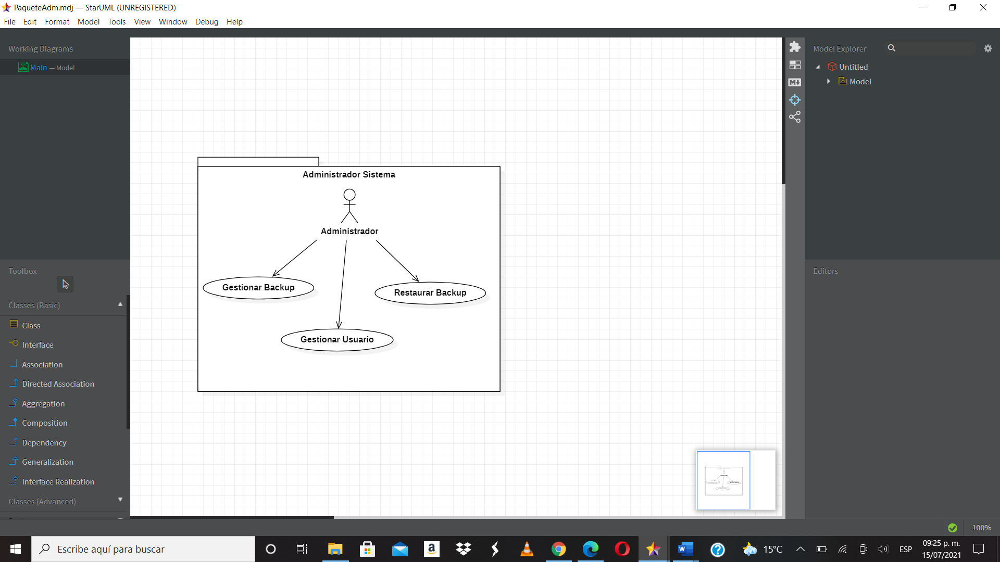 PaqueteAdm.mdj — StarUML (UNREGISTERED)
File Edit Format Model Tools View Window Debug Help
Working Diagrams
Main — Model
Model Explorer
Untitled
Model
Administrador Sistema
Administrador
Gestionar Backup
Restaurar Backup
Gestionar Usuario
Toolbox
Classes (Basic)
Class
Interface
Association
Directed Association
Aggregation
Composition
Dependency
Generalization
Interface Realization
Classes (Advanced)
Editors
100%
Escribe aquí para buscar
15°C
ESP
09:25 p. m.
15/07/2021